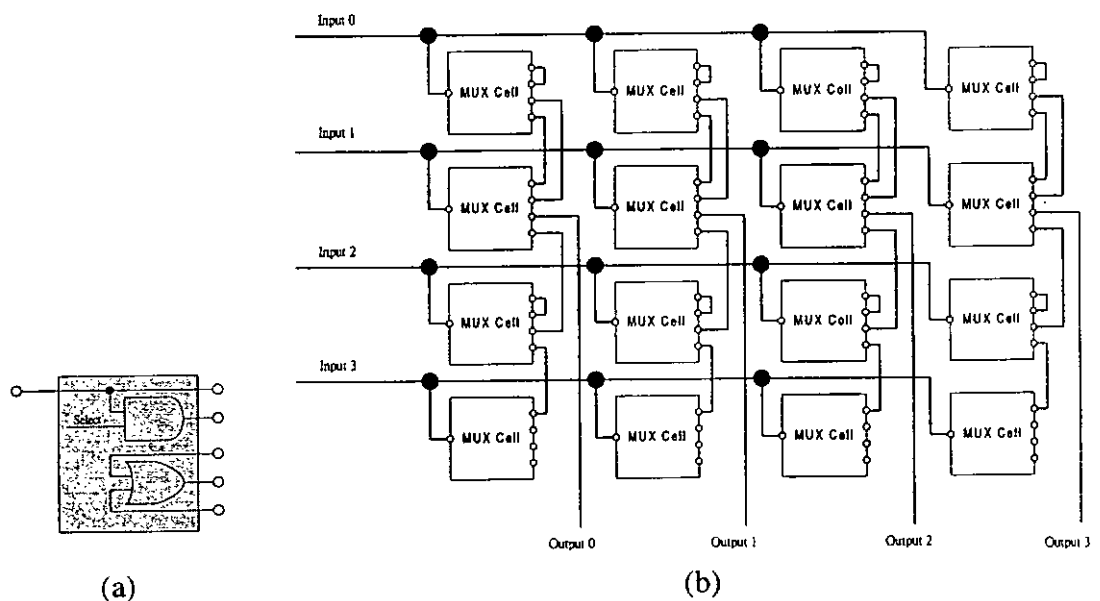 Input 0
MUX Cell
MUX Cell
MUX Cell
MUX Cell
Input 1
MUX Cell
MUX Cell
MUX Cell
MUX Cell
Input 2
MUX Cell
MUX Cell
MUX Cell
MUX Cell
Input 3
MUX Cell
MUX Cell
MUX Cell
MUX Cell
Select
Output 0
Output 1
Output 2
Output 3
(a)
(b)